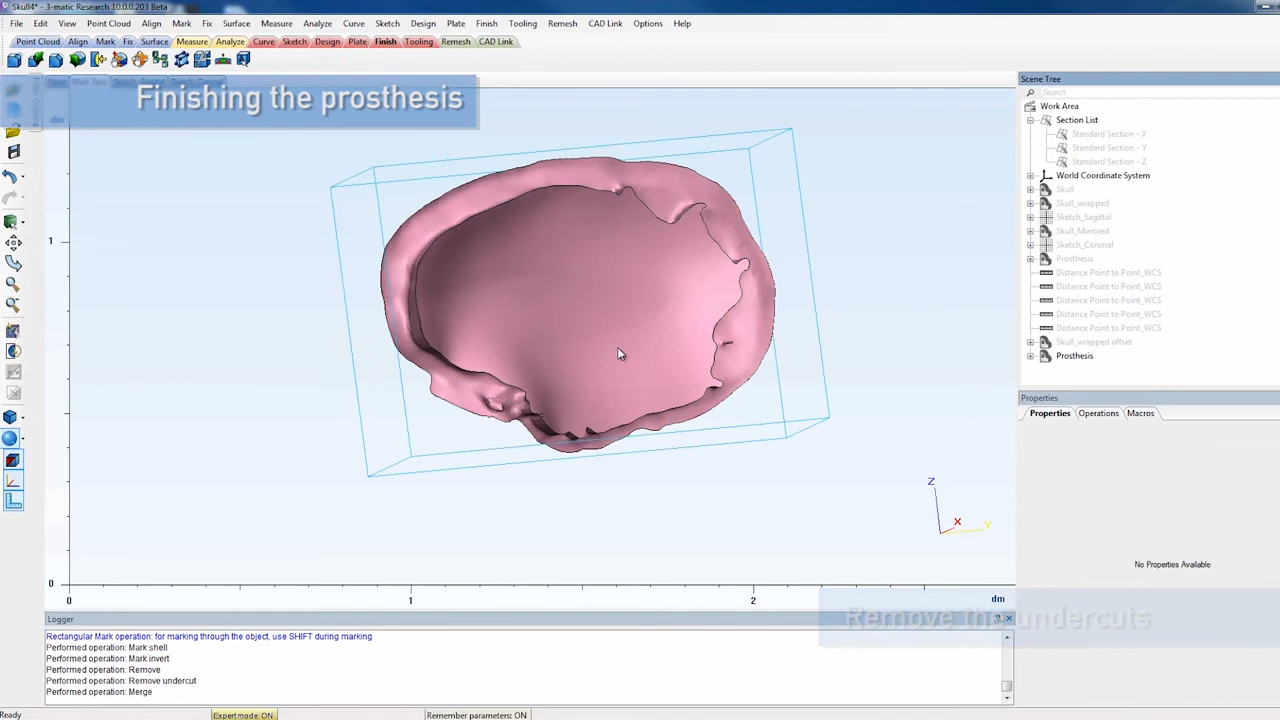 Skull4* - 3-matic Research 10.0.0.203 Beta
File Edit View Point Cloud Align Mark Fix Surface Measure Analyze Curve Sketch Design Plate Finish Tooling Remesh CAD Link Options Help
Point Cloud Align Mark Fix Surface Measure Analyze Curve Sketch Design Plate Finish Tooling Remesh CAD Link
Finishing the prosthesis
dm
1
0
0 1 2 dm
Z
X
Y
Scene Tree
Search
Work Area
Section List
Standard Section - X
Standard Section - Y
Standard Section - Z
World Coordinate System
Skull
Skull_wrapped
Sketch_Sagittal
Skull_Mirrored
Sketch_Coronal
Prosthesis
Distance Point to Point_WCS
Distance Point to Point_WCS
Distance Point to Point_WCS
Distance Point to Point_WCS
Distance Point to Point_WCS
Skull_wrapped offset
Prosthesis
Properties
Properties Operations Macros
No Properties Available
Remove the undercuts
Logger
Rectangular Mark operation: for marking through the object, use SHIFT during marking
Performed operation: Mark shell
Performed operation: Mark invert
Performed operation: Remove
Performed operation: Remove undercut
Performed operation: Merge
Ready Expert mode: ON Remember parameters: ON